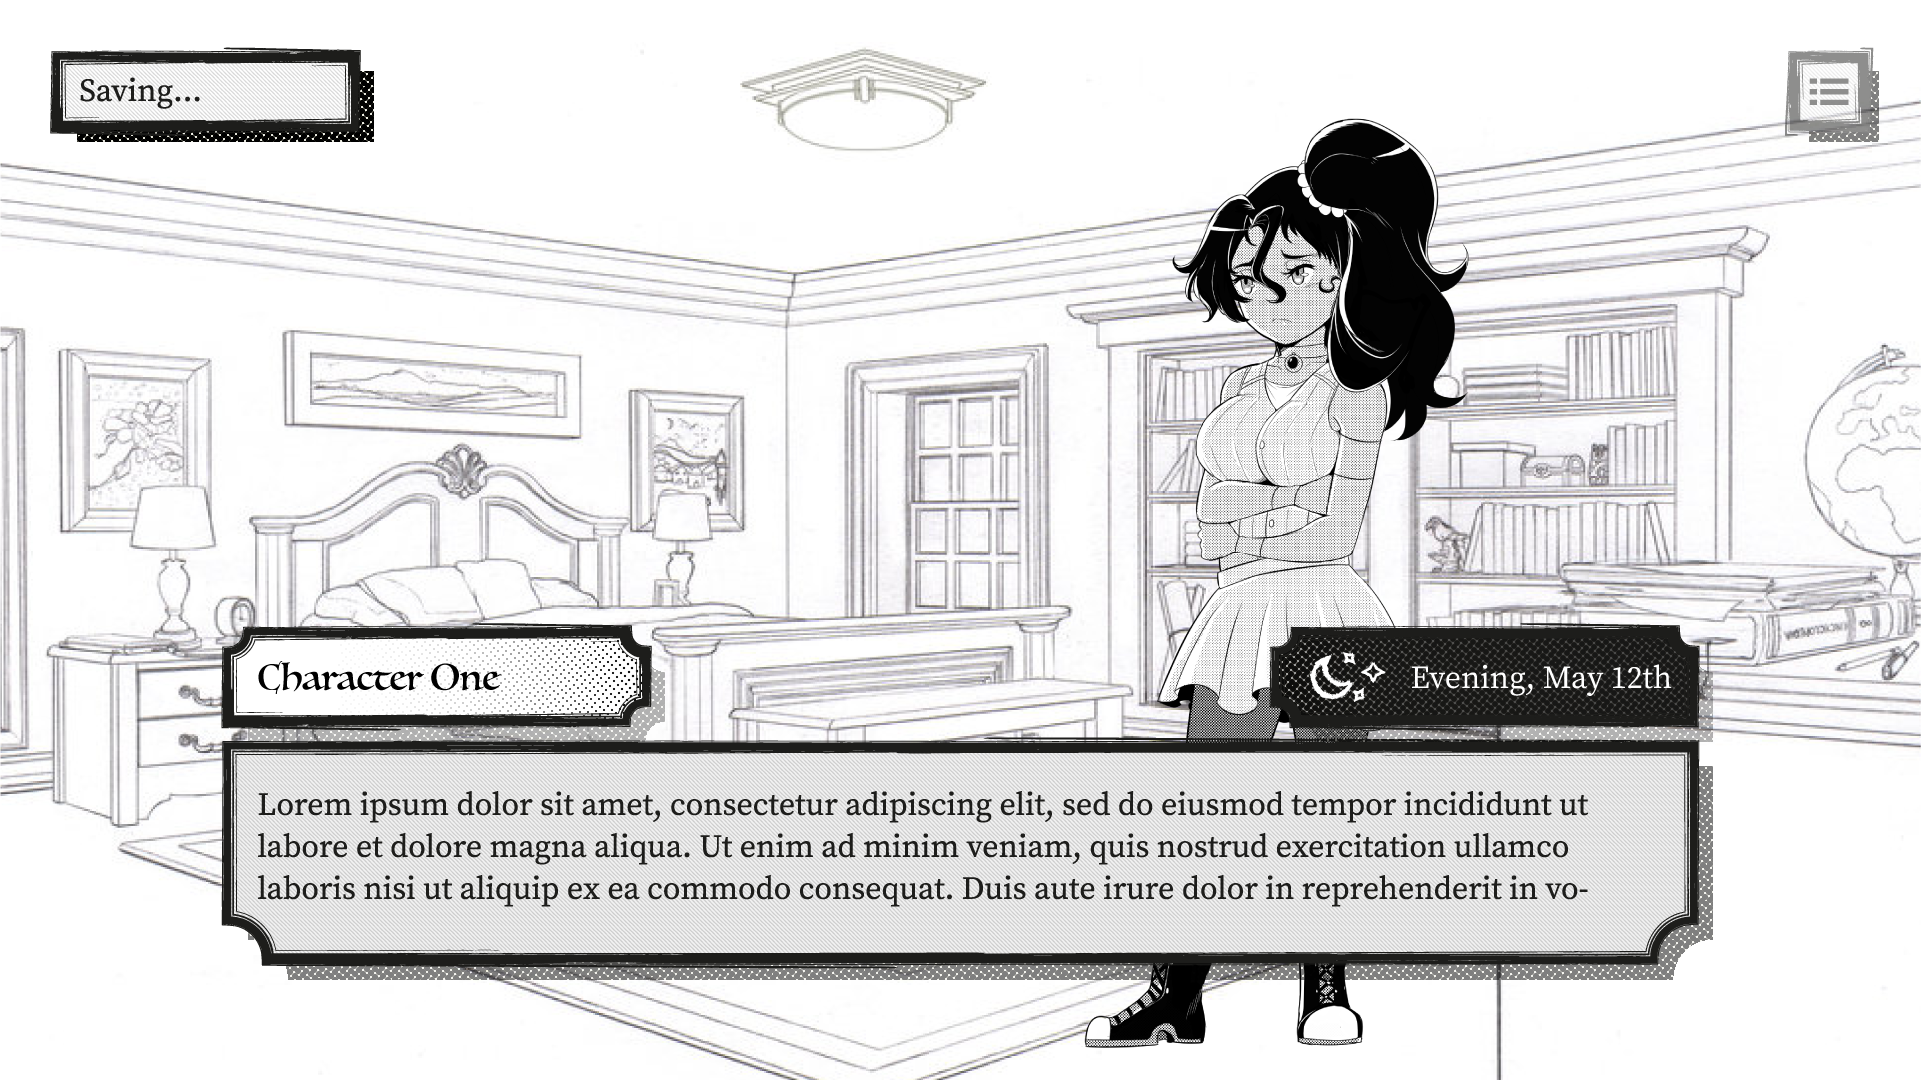 Saving...
Character One
Evening, May 12th
Lorem ipsum dolor sit amet, consectetur adipiscing elit, sed do eiusmod tempor incididunt ut
labore et dolore magna aliqua. Ut enim ad minim veniam, quis nostrud exercitation ullamco
laboris nisi ut aliquip ex ea commodo consequat. Duis aute irure dolor in reprehenderit in vo-
ENCYCLOPEDIA